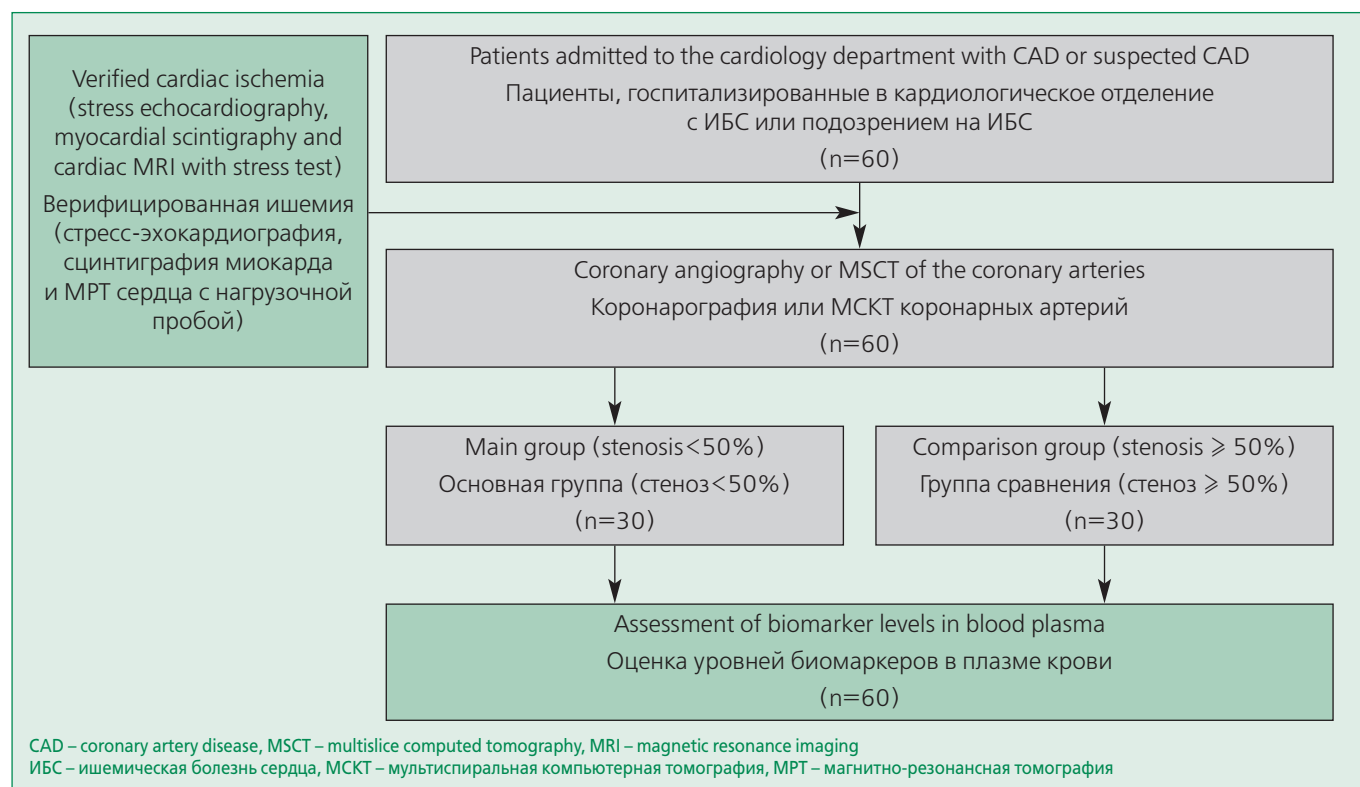 Verified cardiac ischemia
(stress echocardiography,
myocardial scintigraphy and
cardiac MRI with stress test)
Верифицированная ишемия
(стресс-эхокардиография,
сцинтиграфия миокарда
и МРТ сердца с нагрузочной
пробой)
Patients admitted to the cardiology department with CAD or suspected CAD
Пациенты, госпитализированные в кардиологическое отделение
с ИБС или подозрением на ИБС
(n=60)
Coronary angiography or MSCT of the coronary arteries
Коронарография или МСКТ коронарных артерий
(n=60)
Main group (stenosis<50%)
Основная группа (стеноз<50%)
(n=30)
Comparison group (stenosis ⩾ 50%)
Группа сравнения (стеноз ⩾ 50%)
(n=30)
Assessment of biomarker levels in blood plasma
Оценка уровней биомаркеров в плазме крови
(n=60)
CAD – coronary artery disease, MSCT – multislice computed tomography, MRI – magnetic resonance imaging
ИБС – ишемическая болезнь сердца, МСКТ – мультиспиральная компьютерная томография, МРТ – магнитно-резонансная томография